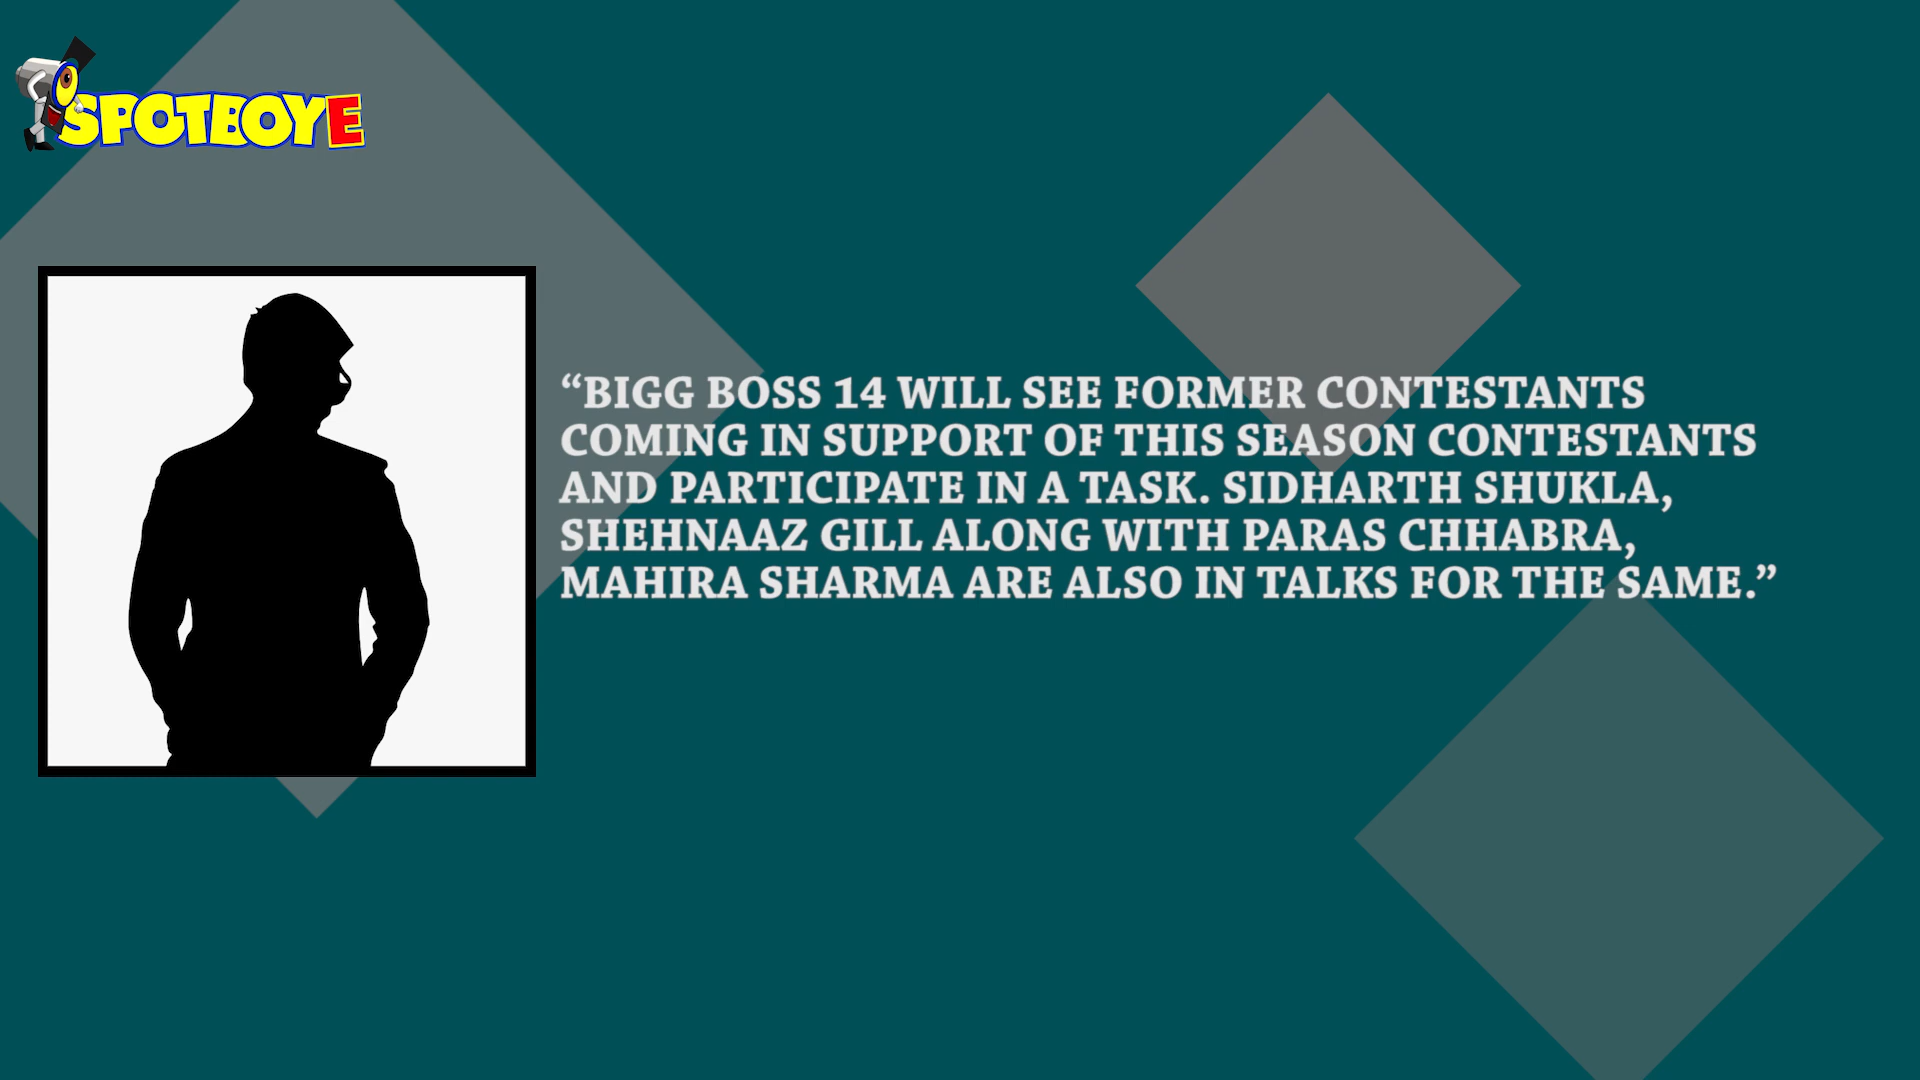 SPOTBOYE
“BIGG BOSS 14 WILL SEE FORMER CONTESTANTS
COMING IN SUPPORT OF THIS SEASON CONTESTANTS
AND PARTICIPATE IN A TASK. SIDHARTH SHUKLA,
SHEHNAAZ GILL ALONG WITH PARAS CHHABRA,
MAHIRA SHARMA ARE ALSO IN TALKS FOR THE SAME.”